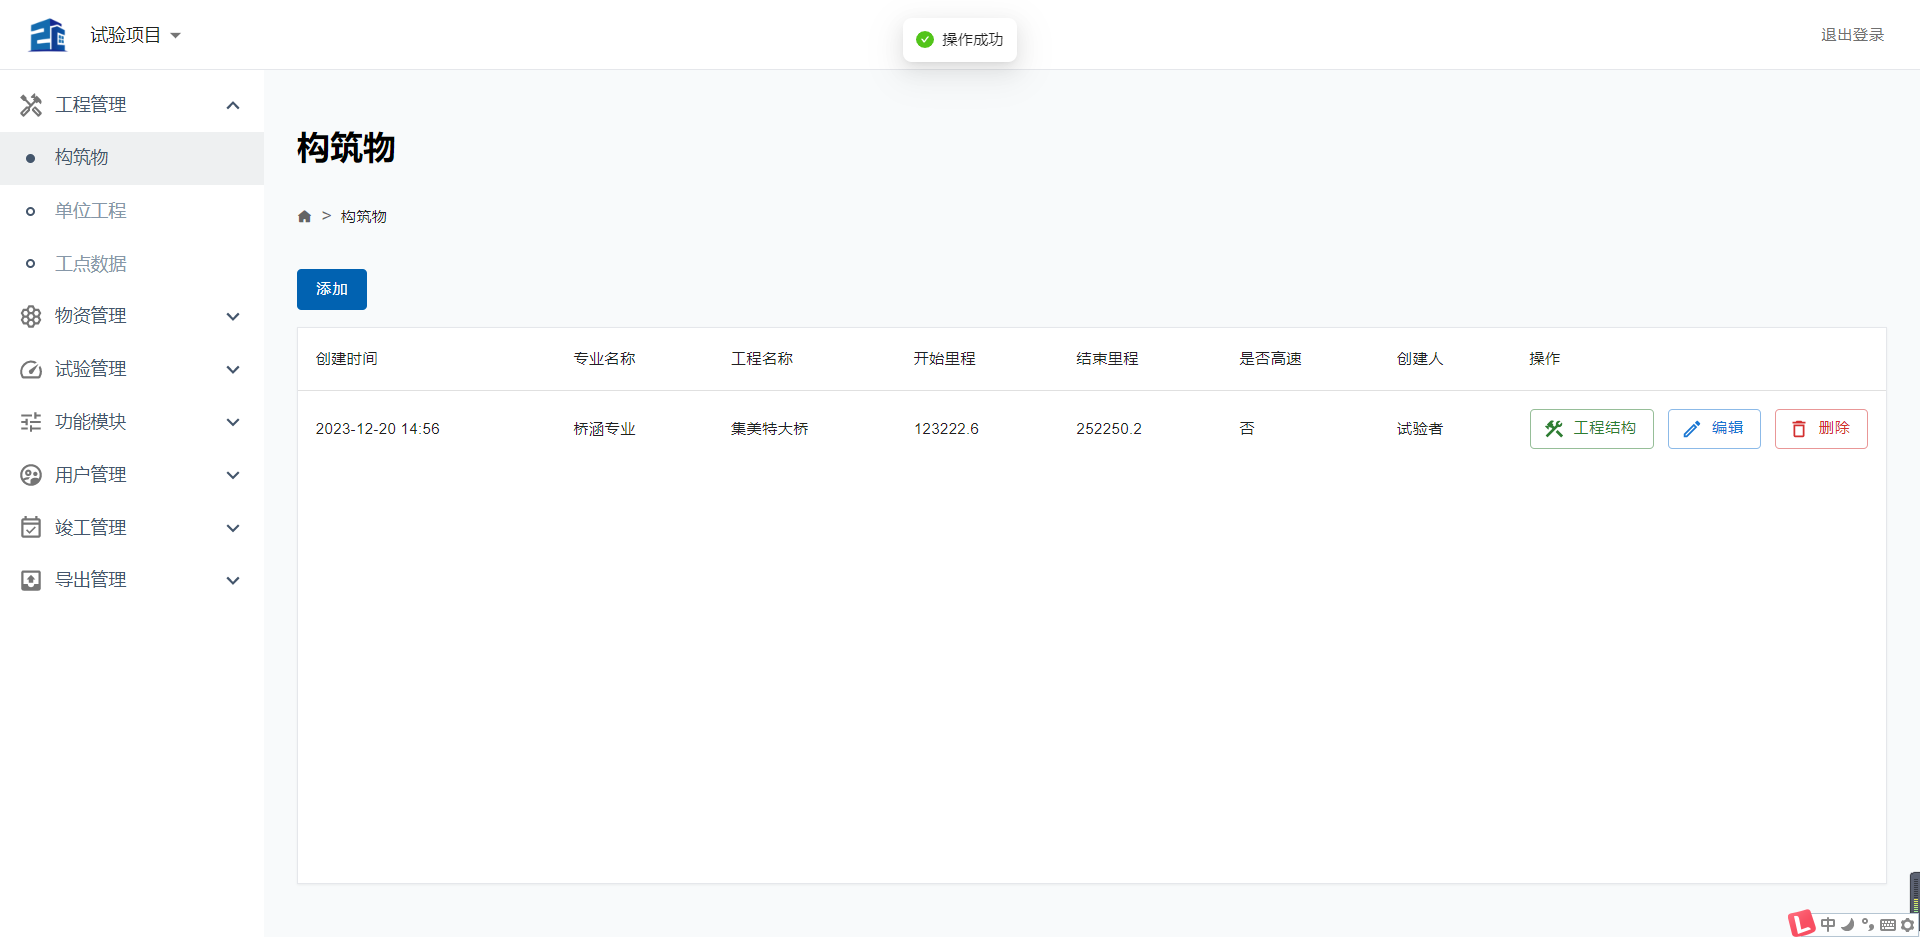 试验项目
操作成功
退出登录
工程管理
构筑物
单位工程
工点数据
物资管理
试验管理
功能模块
用户管理
竣工管理
导出管理
构筑物
> 构筑物
添加
创建时间 专业名称 工程名称 开始里程 结束里程 是否高速 创建人 操作
2023-12-20 14:56 桥涵专业 集美特大桥 123222.6 252250.2 否 试验者 工程结构 编辑 删除
中